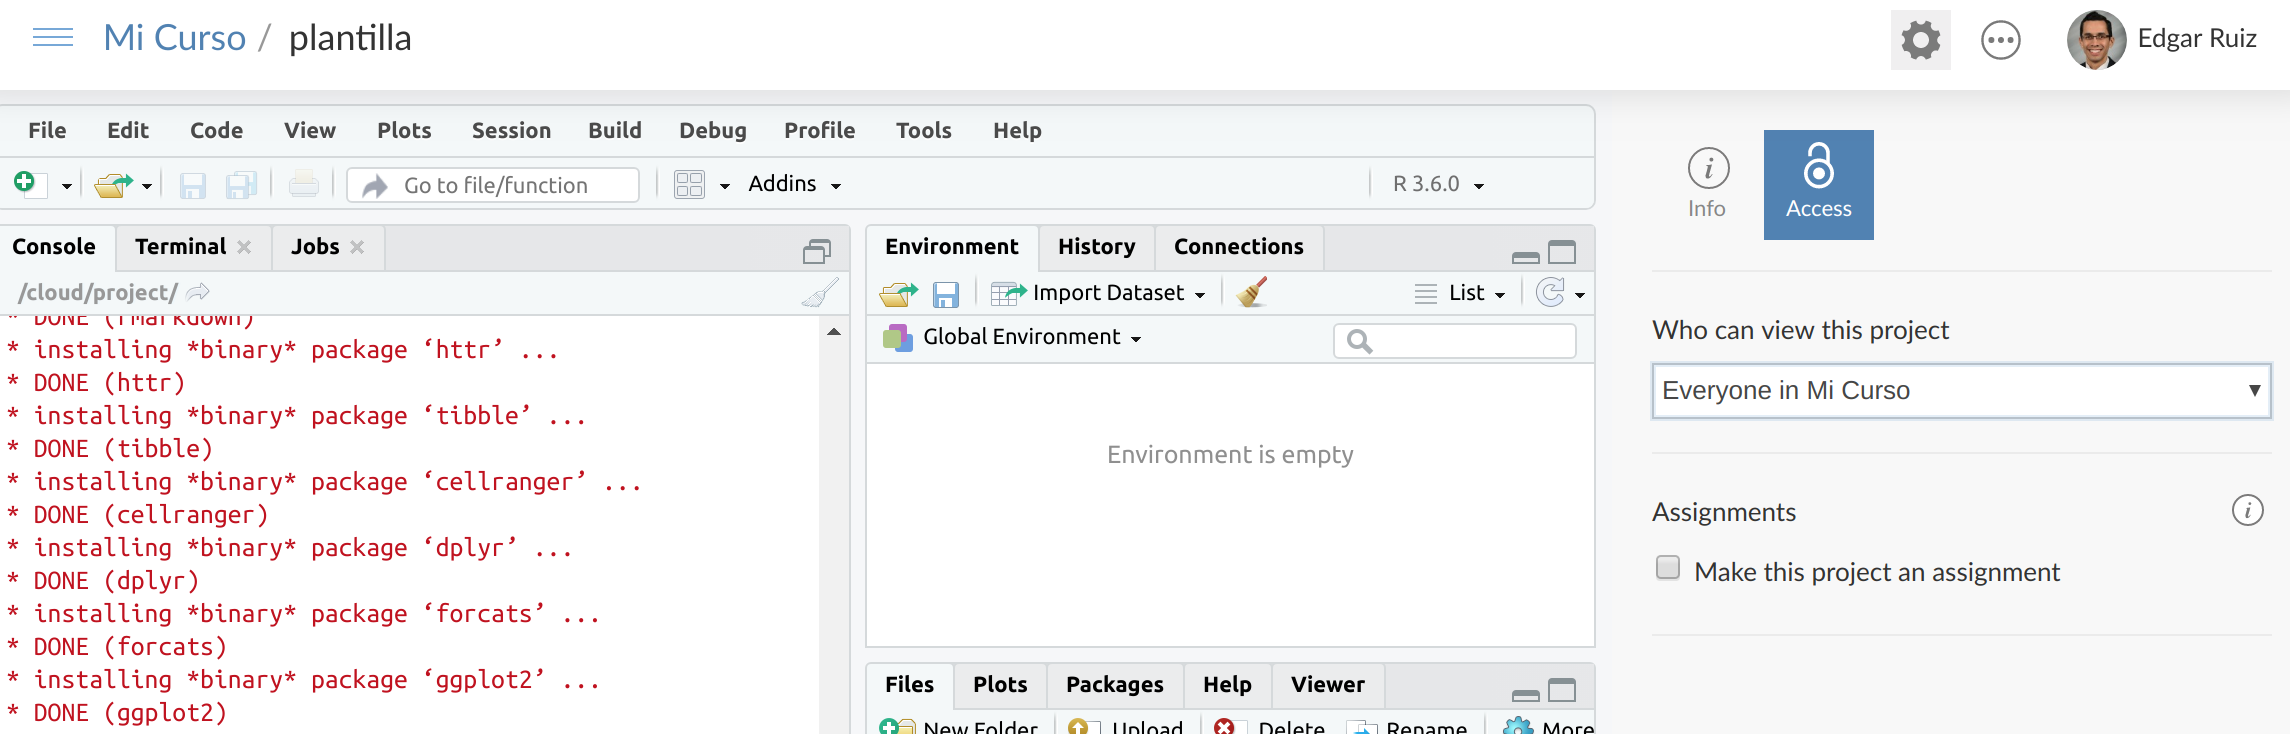 Mi Curso / plantilla
Edgar Ruiz
File Edit Code View Plots Session Build Debug Profile Tools Help
Go to file/function Addins R 3.6.0
Info
Access
Console Terminal Jobs
/cloud/project/
* DONE (rmarkdown)
* installing *binary* package ‘httr’ ...
* DONE (httr)
* installing *binary* package ‘tibble’ ...
* DONE (tibble)
* installing *binary* package ‘cellranger’ ...
* DONE (cellranger)
* installing *binary* package ‘dplyr’ ...
* DONE (dplyr)
* installing *binary* package ‘forcats’ ...
* DONE (forcats)
* installing *binary* package ‘ggplot2’ ...
* DONE (ggplot2)
Environment History Connections
Import Dataset List
Global Environment
Environment is empty
Files Plots Packages Help Viewer
New Folder Upload Delete Rename More
Who can view this project
Everyone in Mi Curso
Assignments
Make this project an assignment